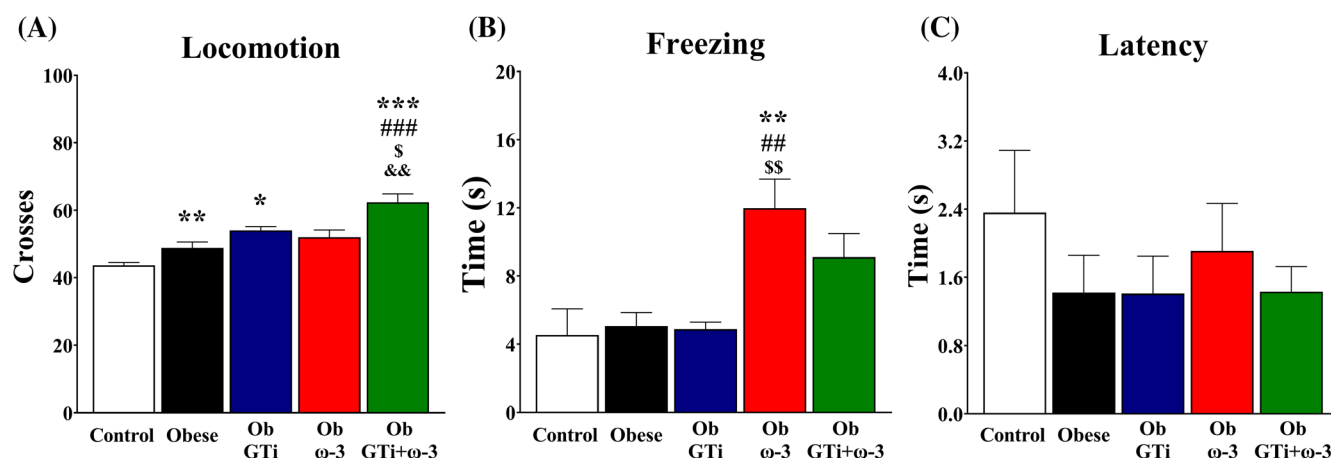 (A)
Locomotion
Crosses
100
80
60
40
20
0
**
*
***
###
$
&&
Control
Obese
Ob
GTi
Ob
ω-3
Ob
GTi+ω-3
(B)
Freezing
Time (s)
20
16
12
8
4
0
**
##
$$
Control
Obese
Ob
GTi
Ob
ω-3
Ob
GTi+ω-3
(C)
Latency
Time (s)
4.0
3.2
2.4
1.6
0.8
0.0
Control
Obese
Ob
GTi
Ob
ω-3
Ob
GTi+ω-3